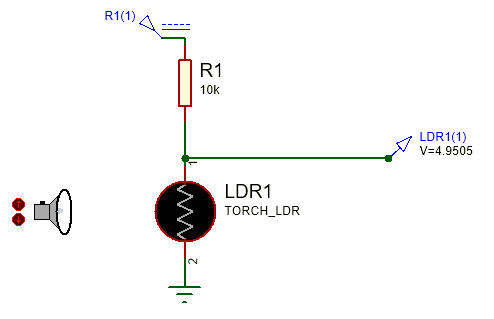 R1(1)
R1
10k
LDR1(1)
V=4.9505
1
LDR1
TORCH_LDR
2